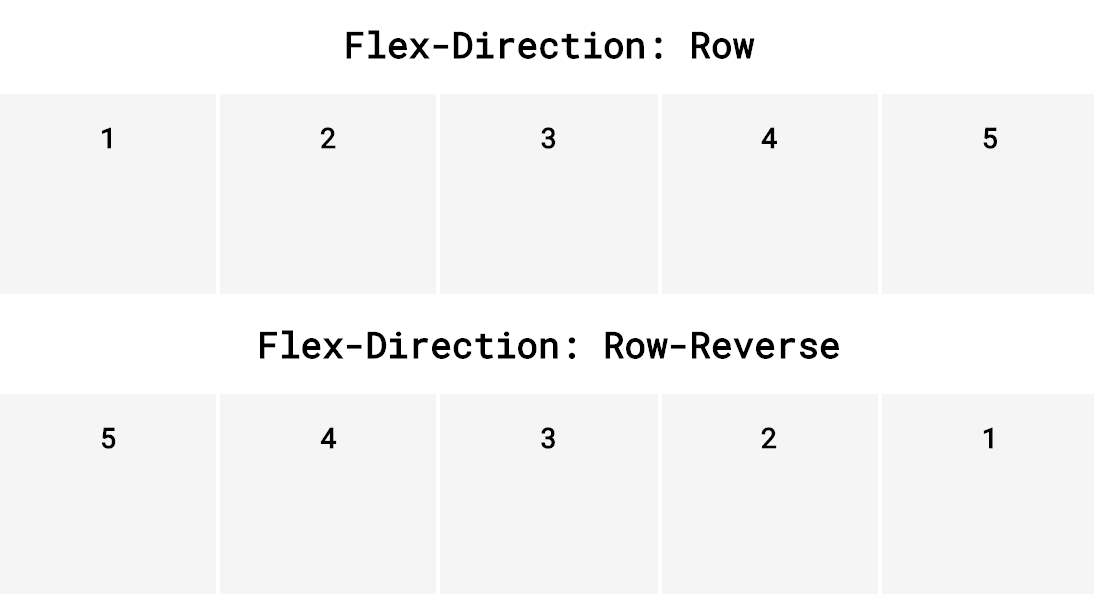 Flex-Direction: Row
1 2 3 4 5
Flex-Direction: Row-Reverse
5 4 3 2 1